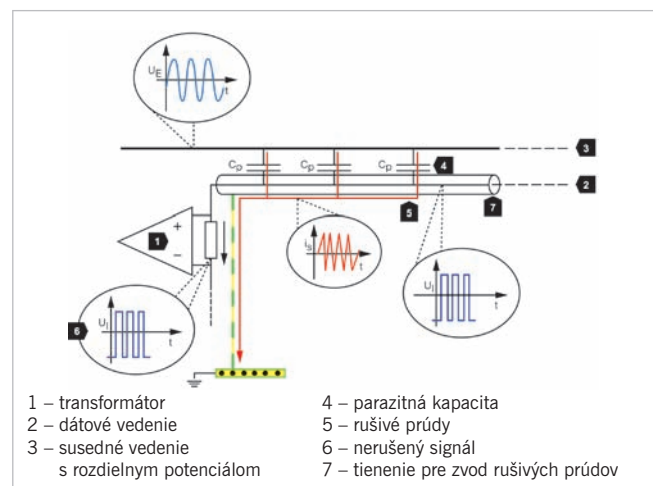 U_E
t
3
C_p C_p C_p 4
2
5 7
+
1
–
i_s
t
U_I
t
6
U_I
t
1 – transformátor
2 – dátové vedenie
3 – susedné vedenie
s rozdielnym potenciálom
4 – parazitná kapacita
5 – rušivé prúdy
6 – nerušený signál
7 – tienenie pre zvod rušivých prúdov